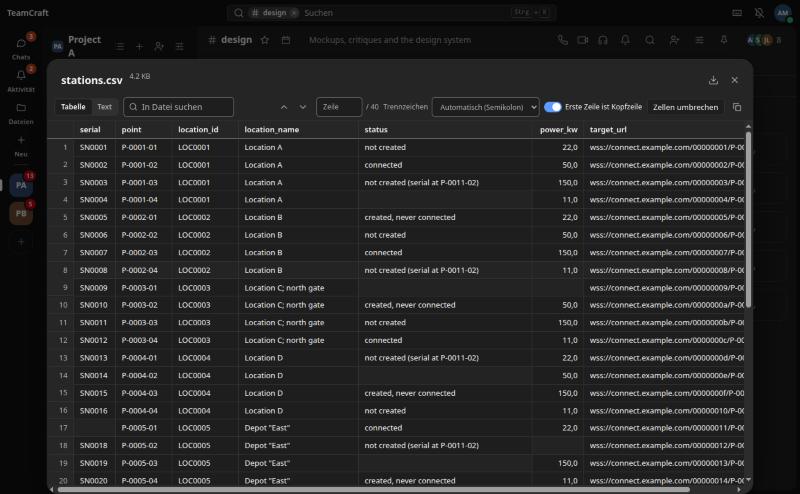 TeamCraft
# design × Suchen
Strg + K
AM
3
Chats
2
Aktivität
Dateien
Neu
PA 13
PB 5
PA Project A
# design
Mockups, critiques and the design system
8
stations.csv 4.2 KB
Tabelle Text In Datei suchen Zeile / 40 Trennzeichen Automatisch (Semikolon) Erste Zeile ist Kopfzeile Zellen umbrechen
serial point location_id location_name status power_kw target_url
1 SN0001 P-0001-01 LOC0001 Location A not created 22,0 wss://connect.example.com/00000001/P-00
2 SN0002 P-0001-02 LOC0001 Location A connected 50,0 wss://connect.example.com/00000002/P-00
3 SN0003 P-0001-03 LOC0001 Location A not created (serial at P-0011-02) 150,0 wss://connect.example.com/00000003/P-00
4 SN0004 P-0001-04 LOC0001 Location A 11,0 wss://connect.example.com/00000004/P-00
5 SN0005 P-0002-01 LOC0002 Location B created, never connected 22,0 wss://connect.example.com/00000005/P-00
6 SN0006 P-0002-02 LOC0002 Location B not created 50,0 wss://connect.example.com/00000006/P-00
7 SN0007 P-0002-03 LOC0002 Location B connected 150,0 wss://connect.example.com/00000007/P-00
8 SN0008 P-0002-04 LOC0002 Location B not created (serial at P-0011-02) 11,0 wss://connect.example.com/00000008/P-00
9 SN0009 P-0003-01 LOC0003 Location C; north gate wss://connect.example.com/00000009/P-00
10 SN0010 P-0003-02 LOC0003 Location C; north gate created, never connected 50,0 wss://connect.example.com/0000000a/P-00
11 SN0011 P-0003-03 LOC0003 Location C; north gate not created 150,0 wss://connect.example.com/0000000b/P-00
12 SN0012 P-0003-04 LOC0003 Location C; north gate connected 11,0 wss://connect.example.com/0000000c/P-00
13 SN0013 P-0004-01 LOC0004 Location D not created (serial at P-0011-02) 22,0 wss://connect.example.com/0000000d/P-00
14 SN0014 P-0004-02 LOC0004 Location D 50,0 wss://connect.example.com/0000000e/P-00
15 SN0015 P-0004-03 LOC0004 Location D created, never connected 150,0 wss://connect.example.com/0000000f/P-00
16 SN0016 P-0004-04 LOC0004 Location D not created 11,0 wss://connect.example.com/00000010/P-00
17 P-0005-01 LOC0005 Depot "East" connected 22,0 wss://connect.example.com/00000011/P-00
18 SN0018 P-0005-02 LOC0005 Depot "East" not created (serial at P-0011-02) wss://connect.example.com/00000012/P-00
19 SN0019 P-0005-03 LOC0005 Depot "East" 150,0 wss://connect.example.com/00000013/P-00
20 SN0020 P-0005-04 LOC0005 Depot "East" created, never connected 11,0 wss://connect.example.com/00000014/P-00